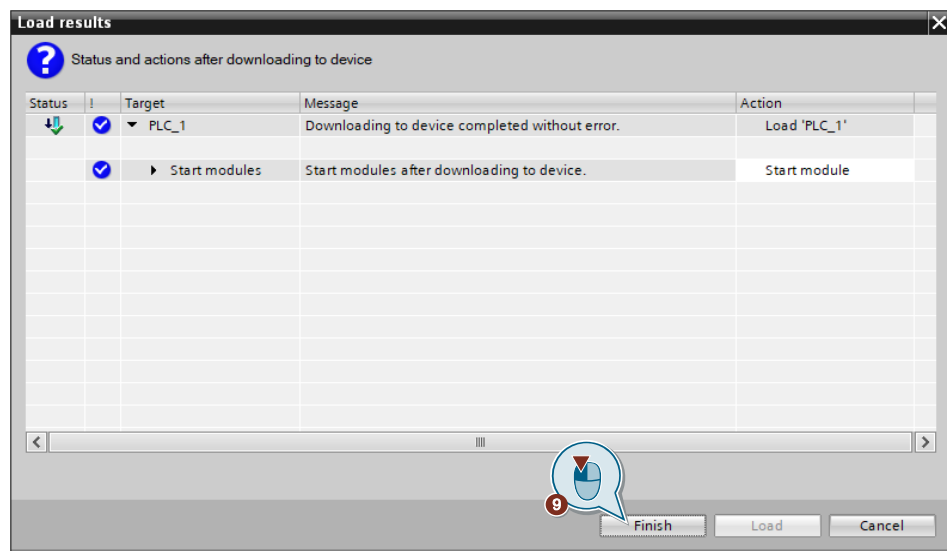 Load results
Status and actions after downloading to device
Status ! Target Message Action
PLC_1 Downloading to device completed without error. Load 'PLC_1'
Start modules Start modules after downloading to device. Start module
9
Finish Load Cancel